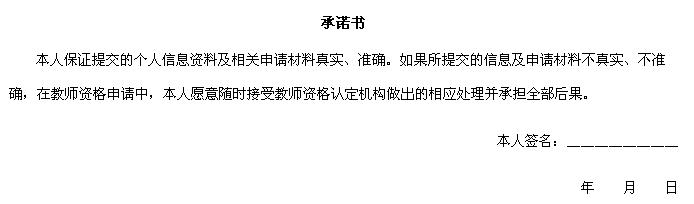 承诺书
本人保证提交的个人信息资料及相关申请材料真实、准确。如果所提交的信息及申请材料不真实、不准
确，在教师资格申请中，本人愿意随时接受教师资格认定机构做出的相应处理并承担全部后果。
本人签名：＿＿＿＿＿＿＿＿
年 月 日